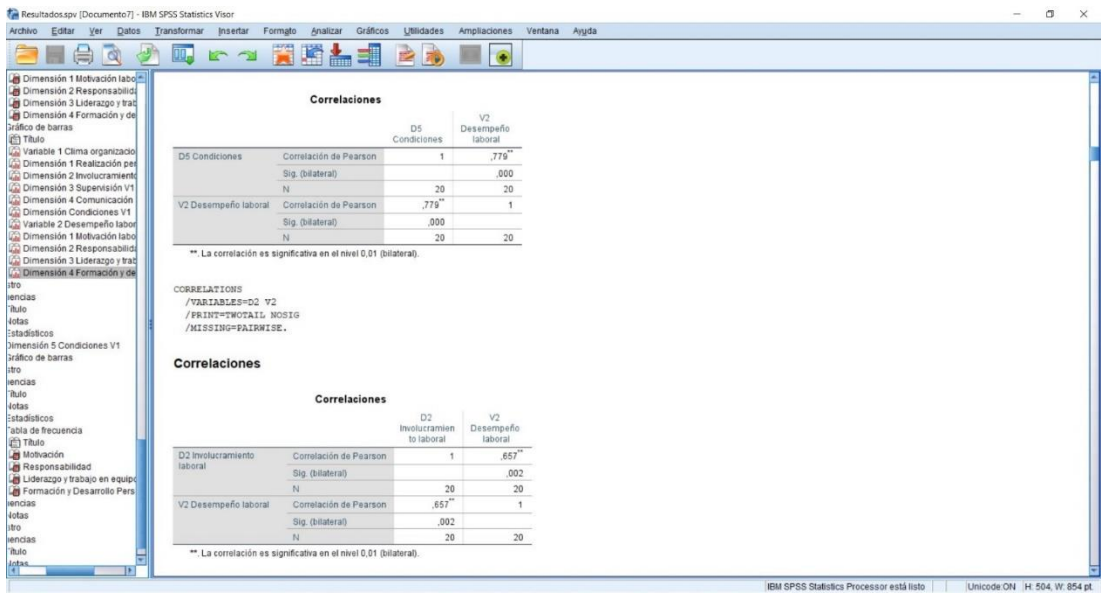 Resultados.spv [Documento7] - IBM SPSS Statistics Visor
Archivo Editar Ver Datos Transformar Insertar Formato Analizar Gráficos Utilidades Ampliaciones Ventana Ayuda
Dimensión 1 Motivación labo
Dimensión 2 Responsabilida
Dimensión 3 Liderazgo y trab
Dimensión 4 Formación y de
Gráfico de barras
Título
Variable 1 Clima organizacio
Dimensión 1 Realización per
Dimensión 2 Involucramiento
Dimensión 3 Supervisión V1
Dimensión 4 Comunicación
Dimensión Condiciones V1
Variable 2 Desempeño labor
Dimensión 1 Motivación labo
Dimensión 2 Responsabilida
Dimensión 3 Liderazgo y trab
Dimensión 4 Formación y de
stro
encias
Título
Notas
Estadísticos
Dimensión 5 Condiciones V1
Gráfico de barras
stro
encias
Título
Notas
Estadísticos
Tabla de frecuencia
Título
Motivación
Responsabilidad
Liderazgo y trabajo en equipo
Formación y Desarrollo Pers
encias
Notas
stro
encias
Título
Notas
Correlaciones
D5 Condiciones V2 Desempeño laboral
D5 Condiciones Correlación de Pearson 1 ,779**
Sig. (bilateral) ,000
N 20 20
V2 Desempeño laboral Correlación de Pearson ,779** 1
Sig. (bilateral) ,000
N 20 20
**. La correlación es significativa en el nivel 0,01 (bilateral).
CORRELATIONS
/VARIABLES=D2 V2
/PRINT=TWOTAIL NOSIG
/MISSING=PAIRWISE.
Correlaciones
Correlaciones
D2 Involucramien to laboral V2 Desempeño laboral
D2 Involucramiento laboral Correlación de Pearson 1 ,657**
Sig. (bilateral) ,002
N 20 20
V2 Desempeño laboral Correlación de Pearson ,657** 1
Sig. (bilateral) ,002
N 20 20
**. La correlación es significativa en el nivel 0,01 (bilateral).
IBM SPSS Statistics Processor está listo Unicode:ON H: 504, W: 854 pt.